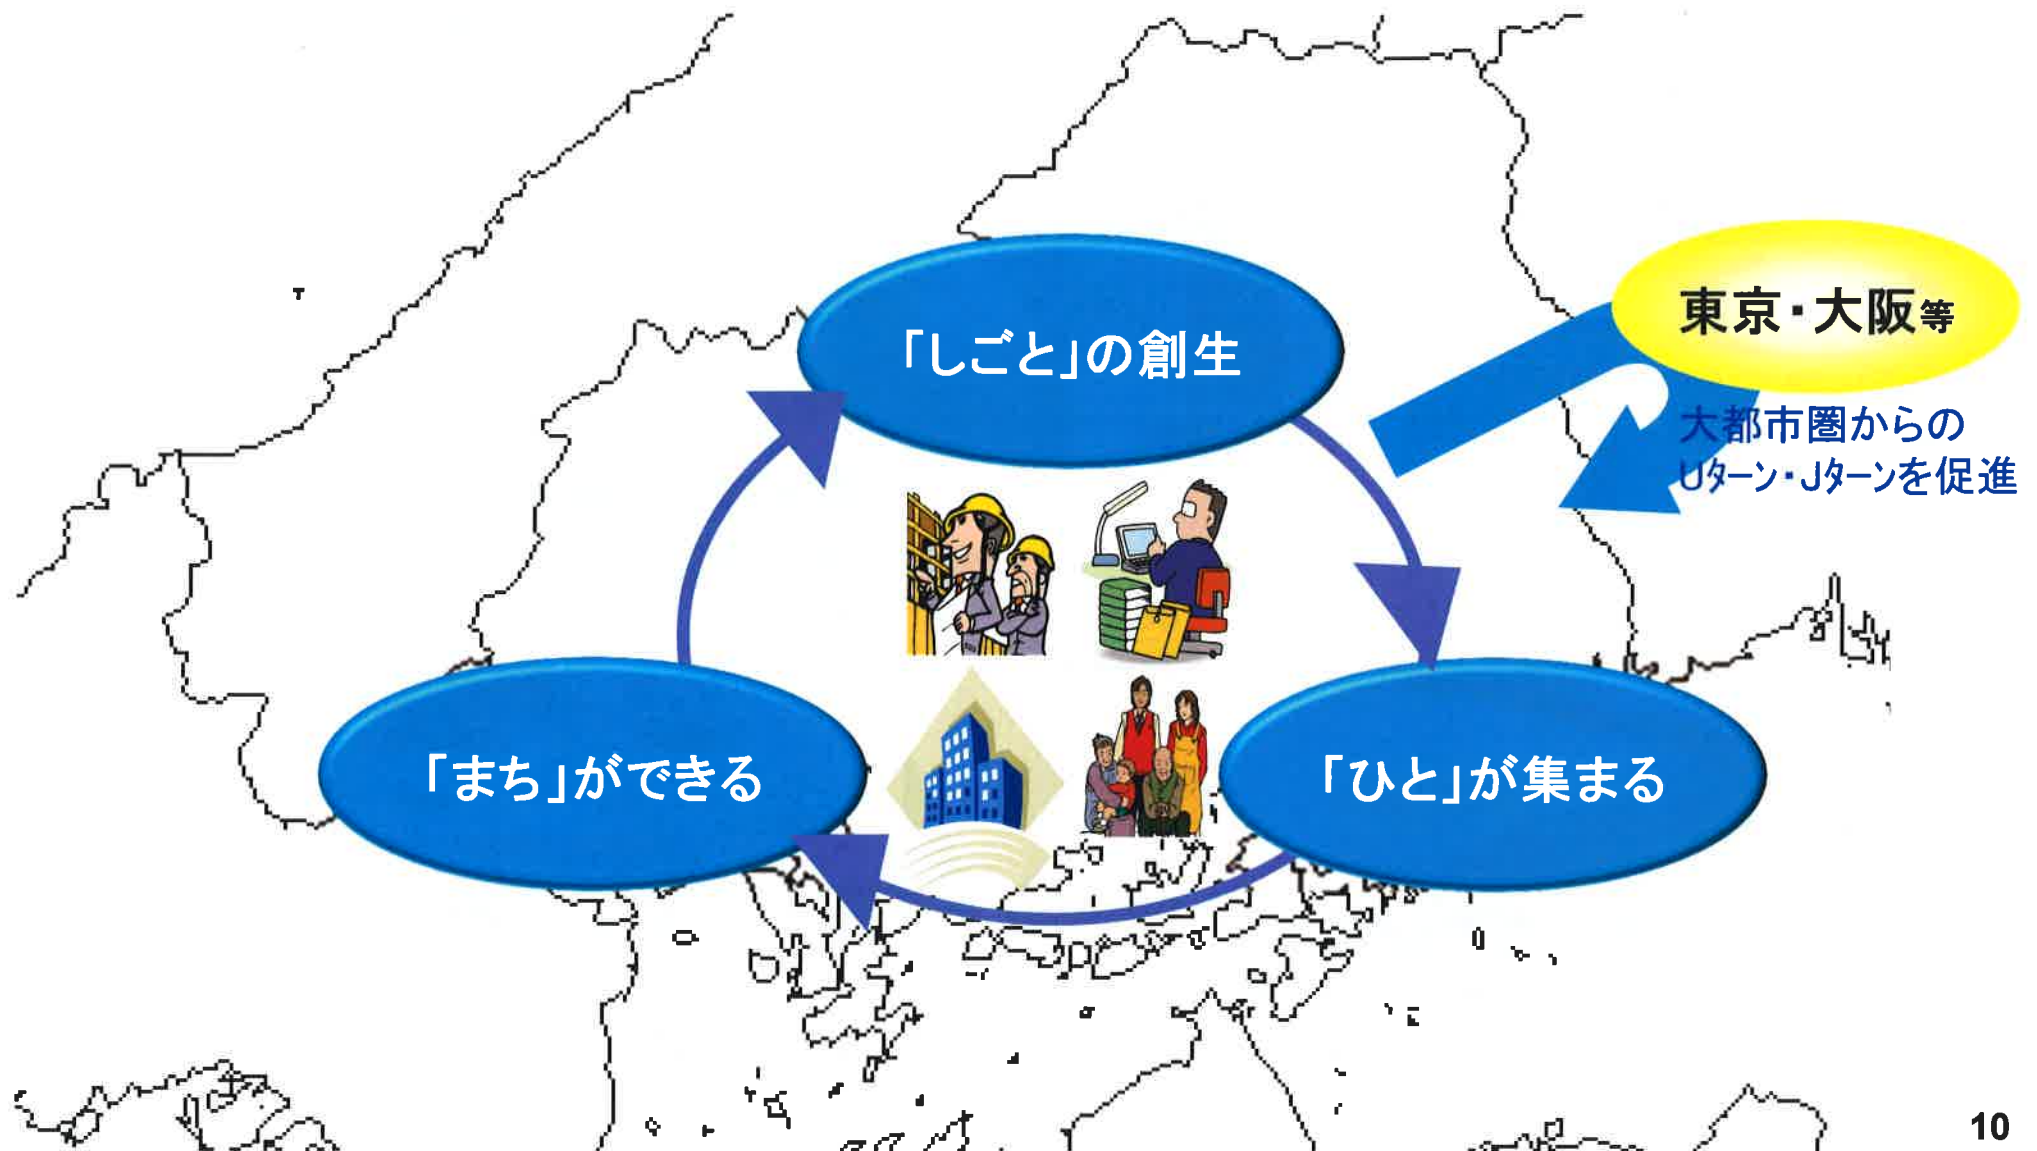 「しごと」の創生
東京・大阪等
大都市圏からの
Uターン・Jターンを促進
「まち」ができる
「ひと」が集まる
10